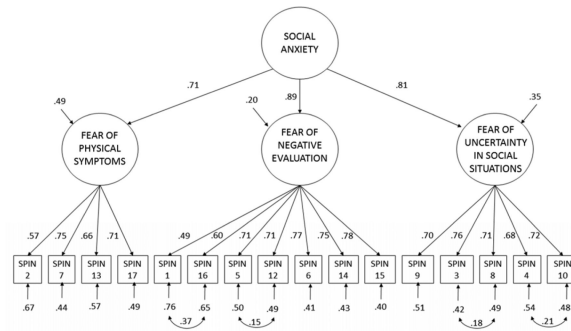 SOCIAL
ANXIETY
.71
.89
.81
.49
.20
.35
FEAR OF
PHYSICAL
SYMPTOMS
FEAR OF
NEGATIVE
EVALUATION
FEAR OF
UNCERTAINTY
IN SOCIAL
SITUATIONS
.57 .75 .66 .71 .49 .60 .71 .71 .77 .75 .78 .70 .76 .71 .68 .72
SPIN SPIN SPIN SPIN SPIN SPIN SPIN SPIN SPIN SPIN SPIN SPIN SPIN SPIN SPIN SPIN
2 7 13 17 1 16 5 12 6 14 15 9 3 8 4 10
.67 .44 .57 .49 .76 .65 .50 .49 .41 .43 .40 .51 .42 .49 .54 .48
.37 .15 .18 .21